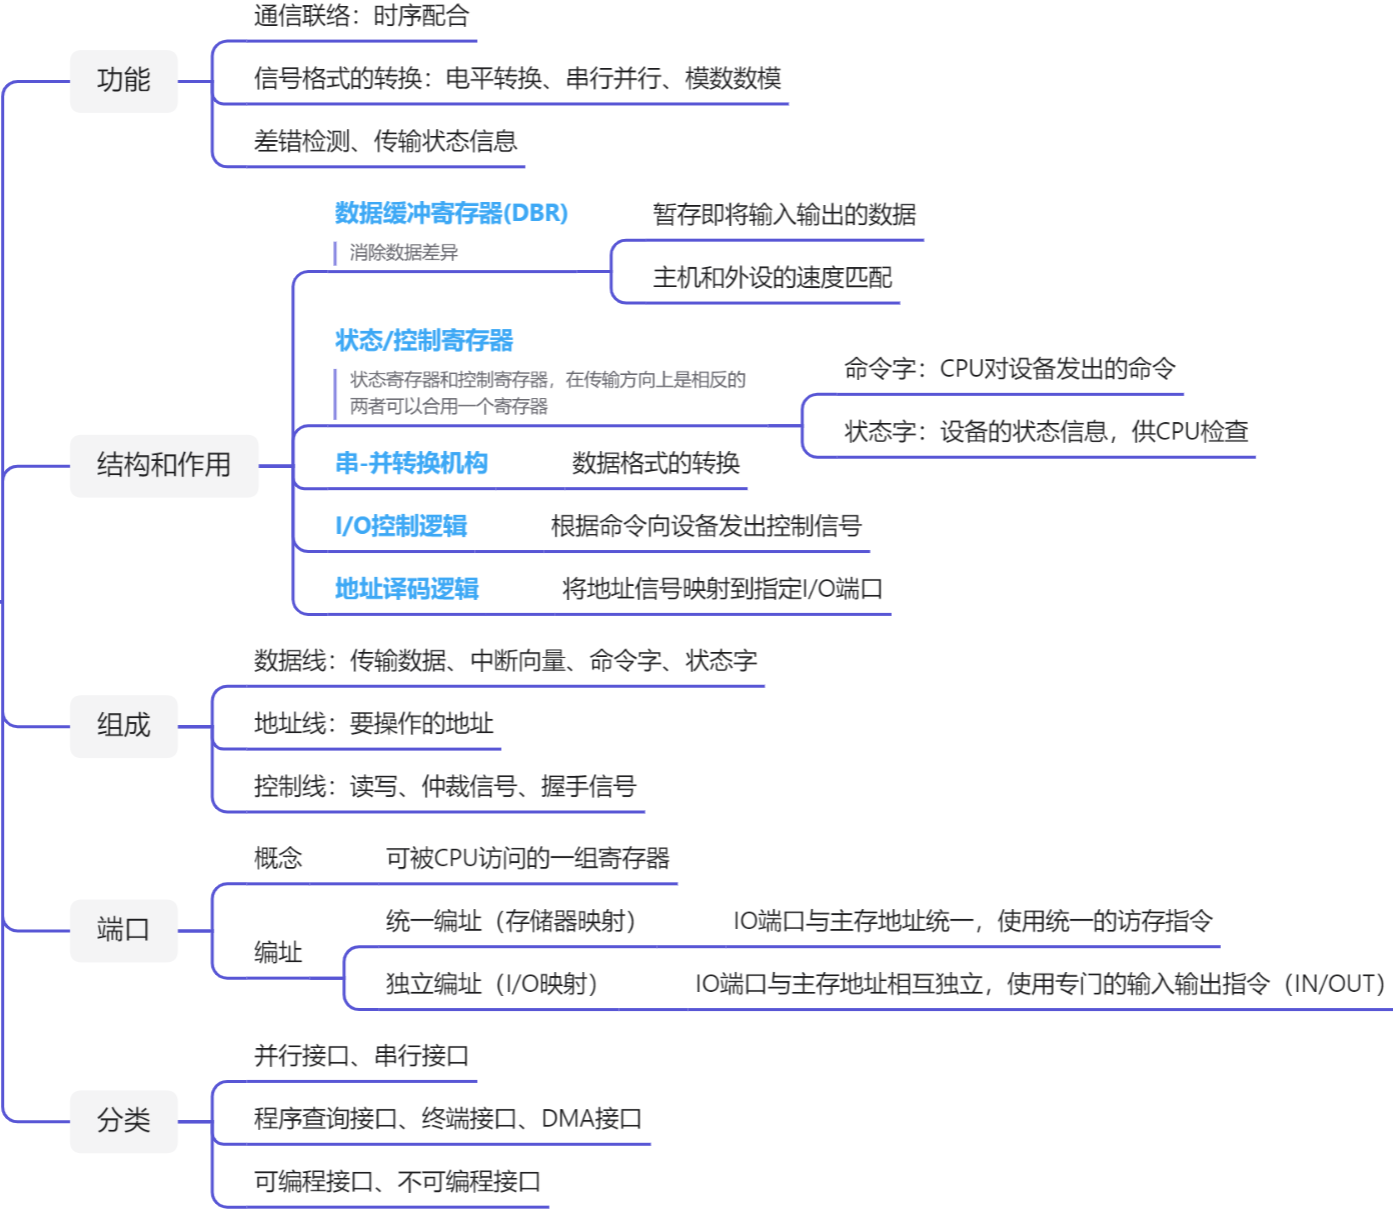 功能
通信联络：时序配合
信号格式的转换：电平转换、串行并行、模数数模
差错检测、传输状态信息
结构和作用
数据缓冲寄存器(DBR)
消除数据差异
暂存即将输入输出的数据
主机和外设的速度匹配
状态/控制寄存器
状态寄存器和控制寄存器，在传输方向上是相反的
两者可以合用一个寄存器
命令字：CPU对设备发出的命令
状态字：设备的状态信息，供CPU检查
串-并转换机构
数据格式的转换
I/O控制逻辑
根据命令向设备发出控制信号
地址译码逻辑
将地址信号映射到指定I/O端口
组成
数据线：传输数据、中断向量、命令字、状态字
地址线：要操作的地址
控制线：读写、仲裁信号、握手信号
端口
概念
可被CPU访问的一组寄存器
编址
统一编址（存储器映射）
IO端口与主存地址统一，使用统一的访存指令
独立编址（I/O映射）
IO端口与主存地址相互独立，使用专门的输入输出指令（IN/OUT）
分类
并行接口、串行接口
程序查询接口、终端接口、DMA接口
可编程接口、不可编程接口